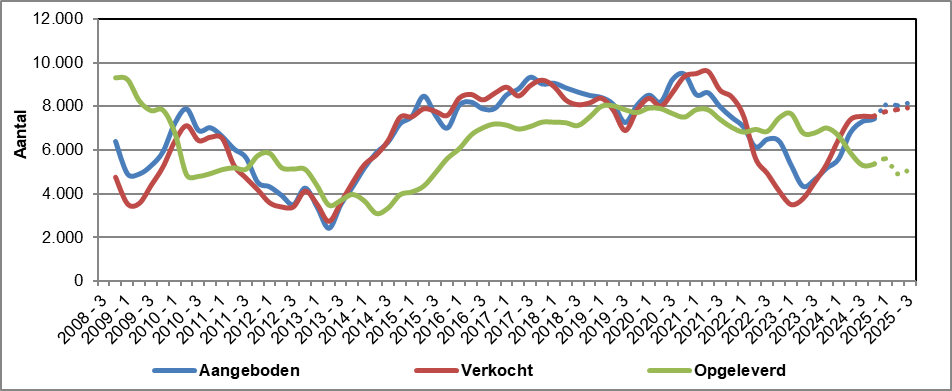 12.000
10.000
8.000
6.000
4.000
2.000
0
Aantal
2008 - 3
2009 - 1
2009 - 3
2010 - 1
2010 - 3
2011 - 1
2011 - 3
2012 - 1
2012 - 3
2013 - 1
2013 - 3
2014 - 1
2014 - 3
2015 - 1
2015 - 3
2016 - 1
2016 - 3
2017 - 1
2017 - 3
2018 - 1
2018 - 3
2019 - 1
2019 - 3
2020 - 1
2020 - 3
2021 - 1
2021 - 3
2022 - 1
2022 - 3
2023 - 1
2023 - 3
2024 - 1
2024 - 3
2025 - 1
2025 - 3
Aangeboden
Verkocht
Opgeleverd